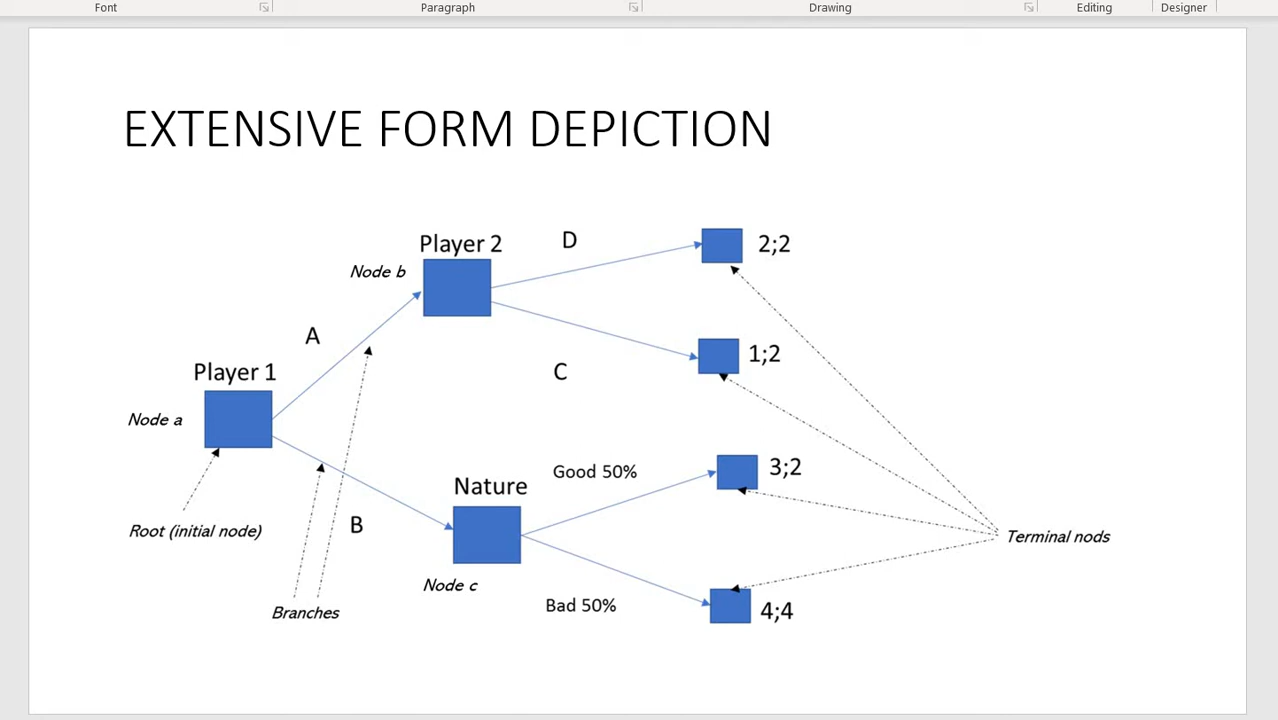 Font
Paragraph
Drawing
Editing
Designer
EXTENSIVE FORM DEPICTION
Player 2
D
2;2
Node b
A
1;2
C
Player 1
Node a
Good 50%
3;2
Nature
Root (initial node)
B
Terminal nods
Node c
Bad 50%
4;4
Branches